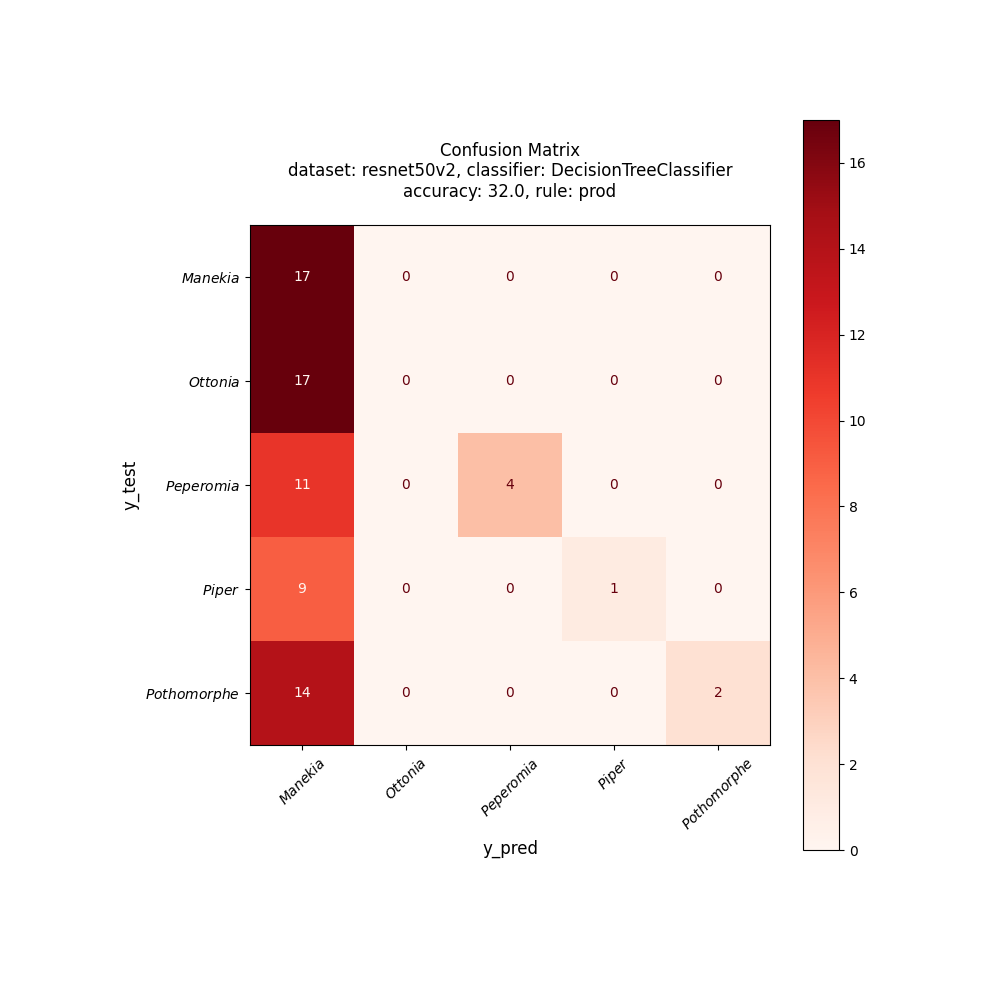 Confusion Matrix
dataset: resnet50v2, classifier: DecisionTreeClassifier
accuracy: 32.0, rule: prod
y_test
Manekia 17 0 0 0 0
Ottonia 17 0 0 0 0
Peperomia 11 0 4 0 0
Piper 9 0 0 1 0
Pothomorphe 14 0 0 0 2
Manekia Ottonia Peperomia Piper Pothomorphe
y_pred
16
14
12
10
8
6
4
2
0